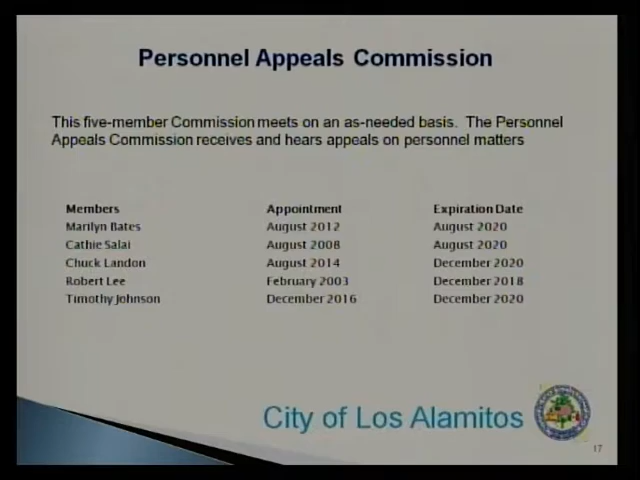 Personnel Appeals Commission
This five-member Commission meets on an as-needed basis. The Personnel
Appeals Commission receives and hears appeals on personnel matters
Members Appointment Expiration Date
Marilyn Bates August 2012 August 2020
Cathie Salai August 2008 August 2020
Chuck Landon August 2014 December 2020
Robert Lee February 2003 December 2018
Timothy Johnson December 2016 December 2020
City of Los Alamitos
17